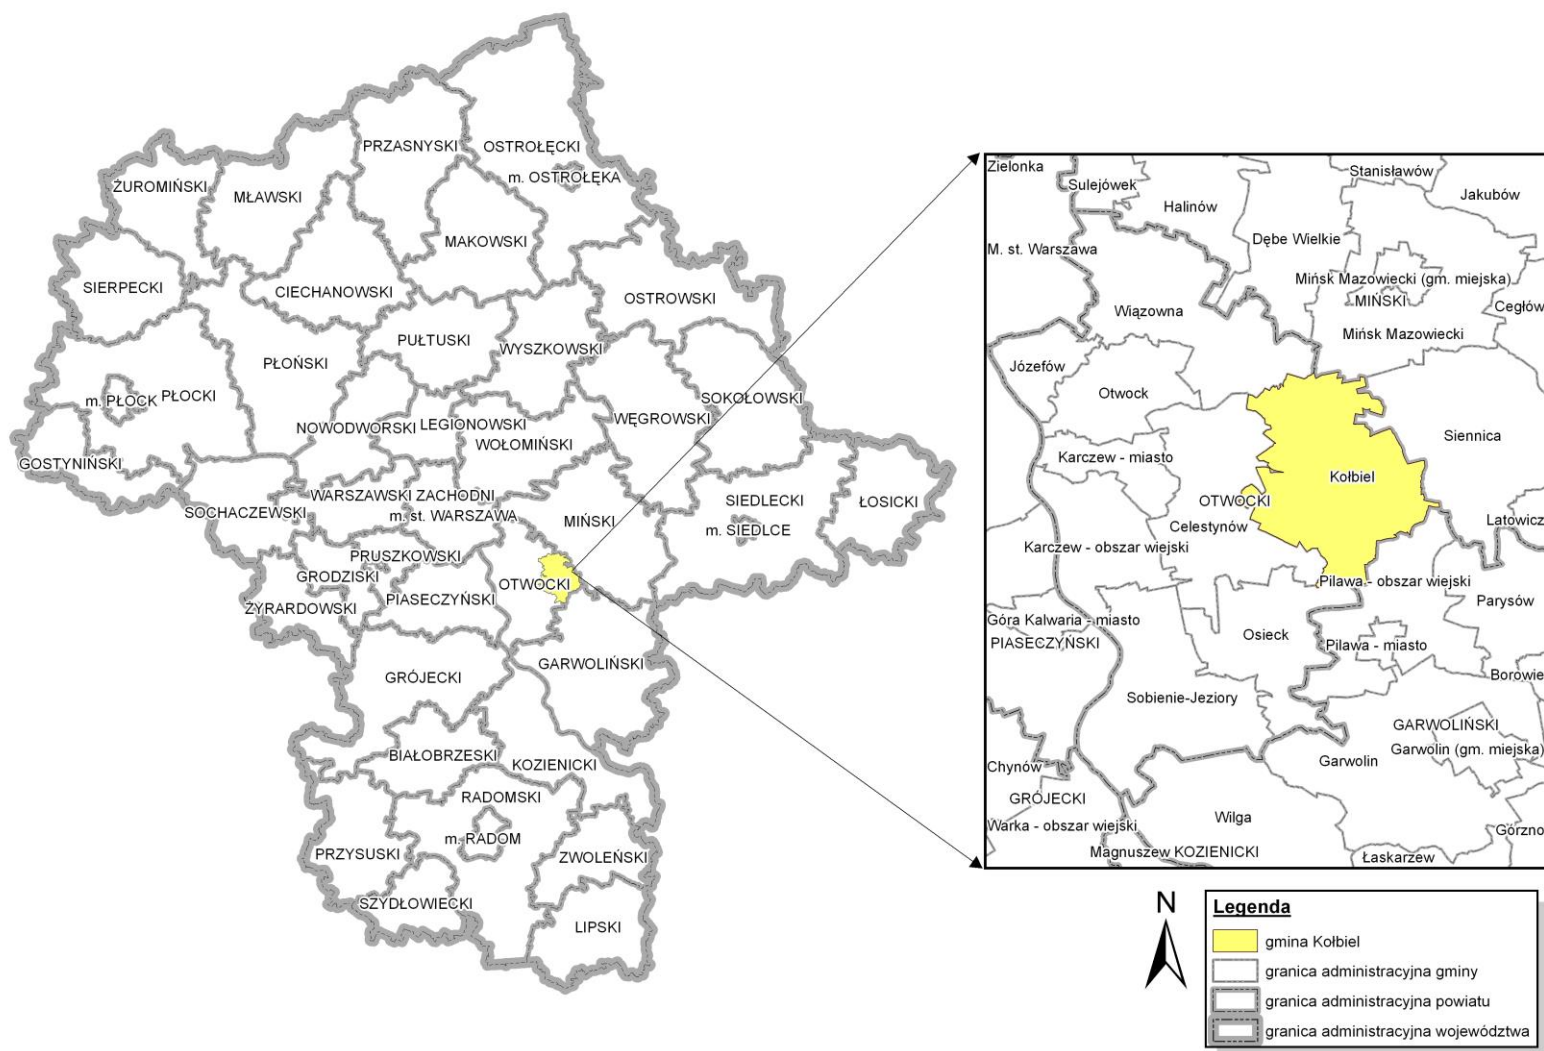 PRZASNYSKI
OSTROŁĘCKI
m. OSTROŁĘKA
ŻUROMIŃSKI
MŁAWSKI
MAKOWSKI
SIERPECKI
CIECHANOWSKI
OSTROWSKI
PUŁTUSKI
WYSZKOWSKI
PŁOŃSKI
m. PŁOCK
PŁOCKI
SOKOŁOWSKI
WĘGROWSKI
NOWODWORSKI
LEGIONOWSKI
WOŁOMIŃSKI
GOSTYNIŃSKI
WARSZAWSKI ZACHODNI
SIEDLECKI
ŁOSICKI
SOCHACZEWSKI
m. st. WARSZAWA
MIŃSKI
m. SIEDLCE
PRUSZKOWSKI
GRODZISKI
OTWOCKI
ŻYRARDOWSKI
PIASECZYŃSKI
GARWOLIŃSKI
GRÓJECKI
BIAŁOBRZESKI
KOZIENICKI
RADOMSKI
m. RADOM
PRZYSUSKI
ZWOLEŃSKI
SZYDŁOWIECKI
LIPSKI
Zielonka
Sulejówek
Stanisławów
Jakubów
Halinów
M. st. Warszawa
Dębe Wielkie
Mińsk Mazowiecki (gm. miejska)
MIŃSKI
Cegłów
Wiązowna
Mińsk Mazowiecki
Józefów
Otwock
Siennica
Karczew - miasto
Kołbiel
OTWOCKI
Celestynów
Latowicz
Karczew - obszar wiejski
Pilawa - obszar wiejski
Parysów
Góra Kalwaria - miasto
PIASECZYŃSKI
Osieck
Pilawa - miasto
Borowie
Sobienie-Jeziory
GARWOLIŃSKI
Garwolin (gm. miejska)
Garwolin
Chynów
GRÓJECKI
Wilga
Warka - obszar wiejski
Górzno
Magnuszew KOZIENICKI
Łaskarzew
N
Legenda
gmina Kołbiel
granica administracyjna gminy
granica administracyjna powiatu
granica administracyjna województwa